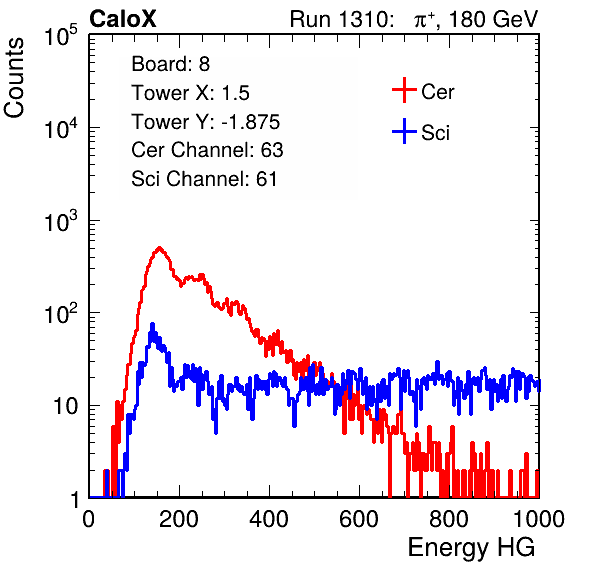 CaloX Run 1310: π⁺, 180 GeV
Counts
10⁵
10⁴
10³
10²
10
1
Board: 8
Tower X: 1.5
Tower Y: -1.875
Cer Channel: 63
Sci Channel: 61
Cer
Sci
0 200 400 600 800 1000
Energy HG